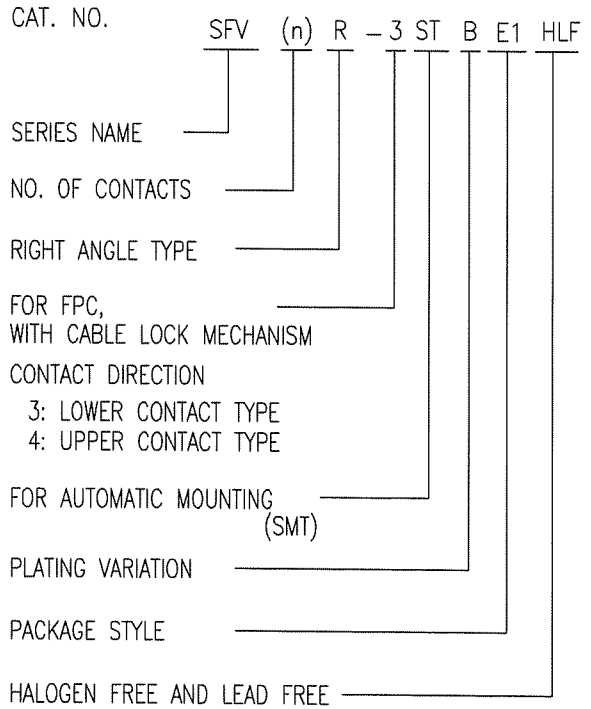 CAT. NO. SFV (n) R - 3 ST B E1 HLF
SERIES NAME
NO. OF CONTACTS
RIGHT ANGLE TYPE
FOR FPC,
WITH CABLE LOCK MECHANISM
CONTACT DIRECTION
3: LOWER CONTACT TYPE
4: UPPER CONTACT TYPE
FOR AUTOMATIC MOUNTING
(SMT)
PLATING VARIATION
PACKAGE STYLE
HALOGEN FREE AND LEAD FREE